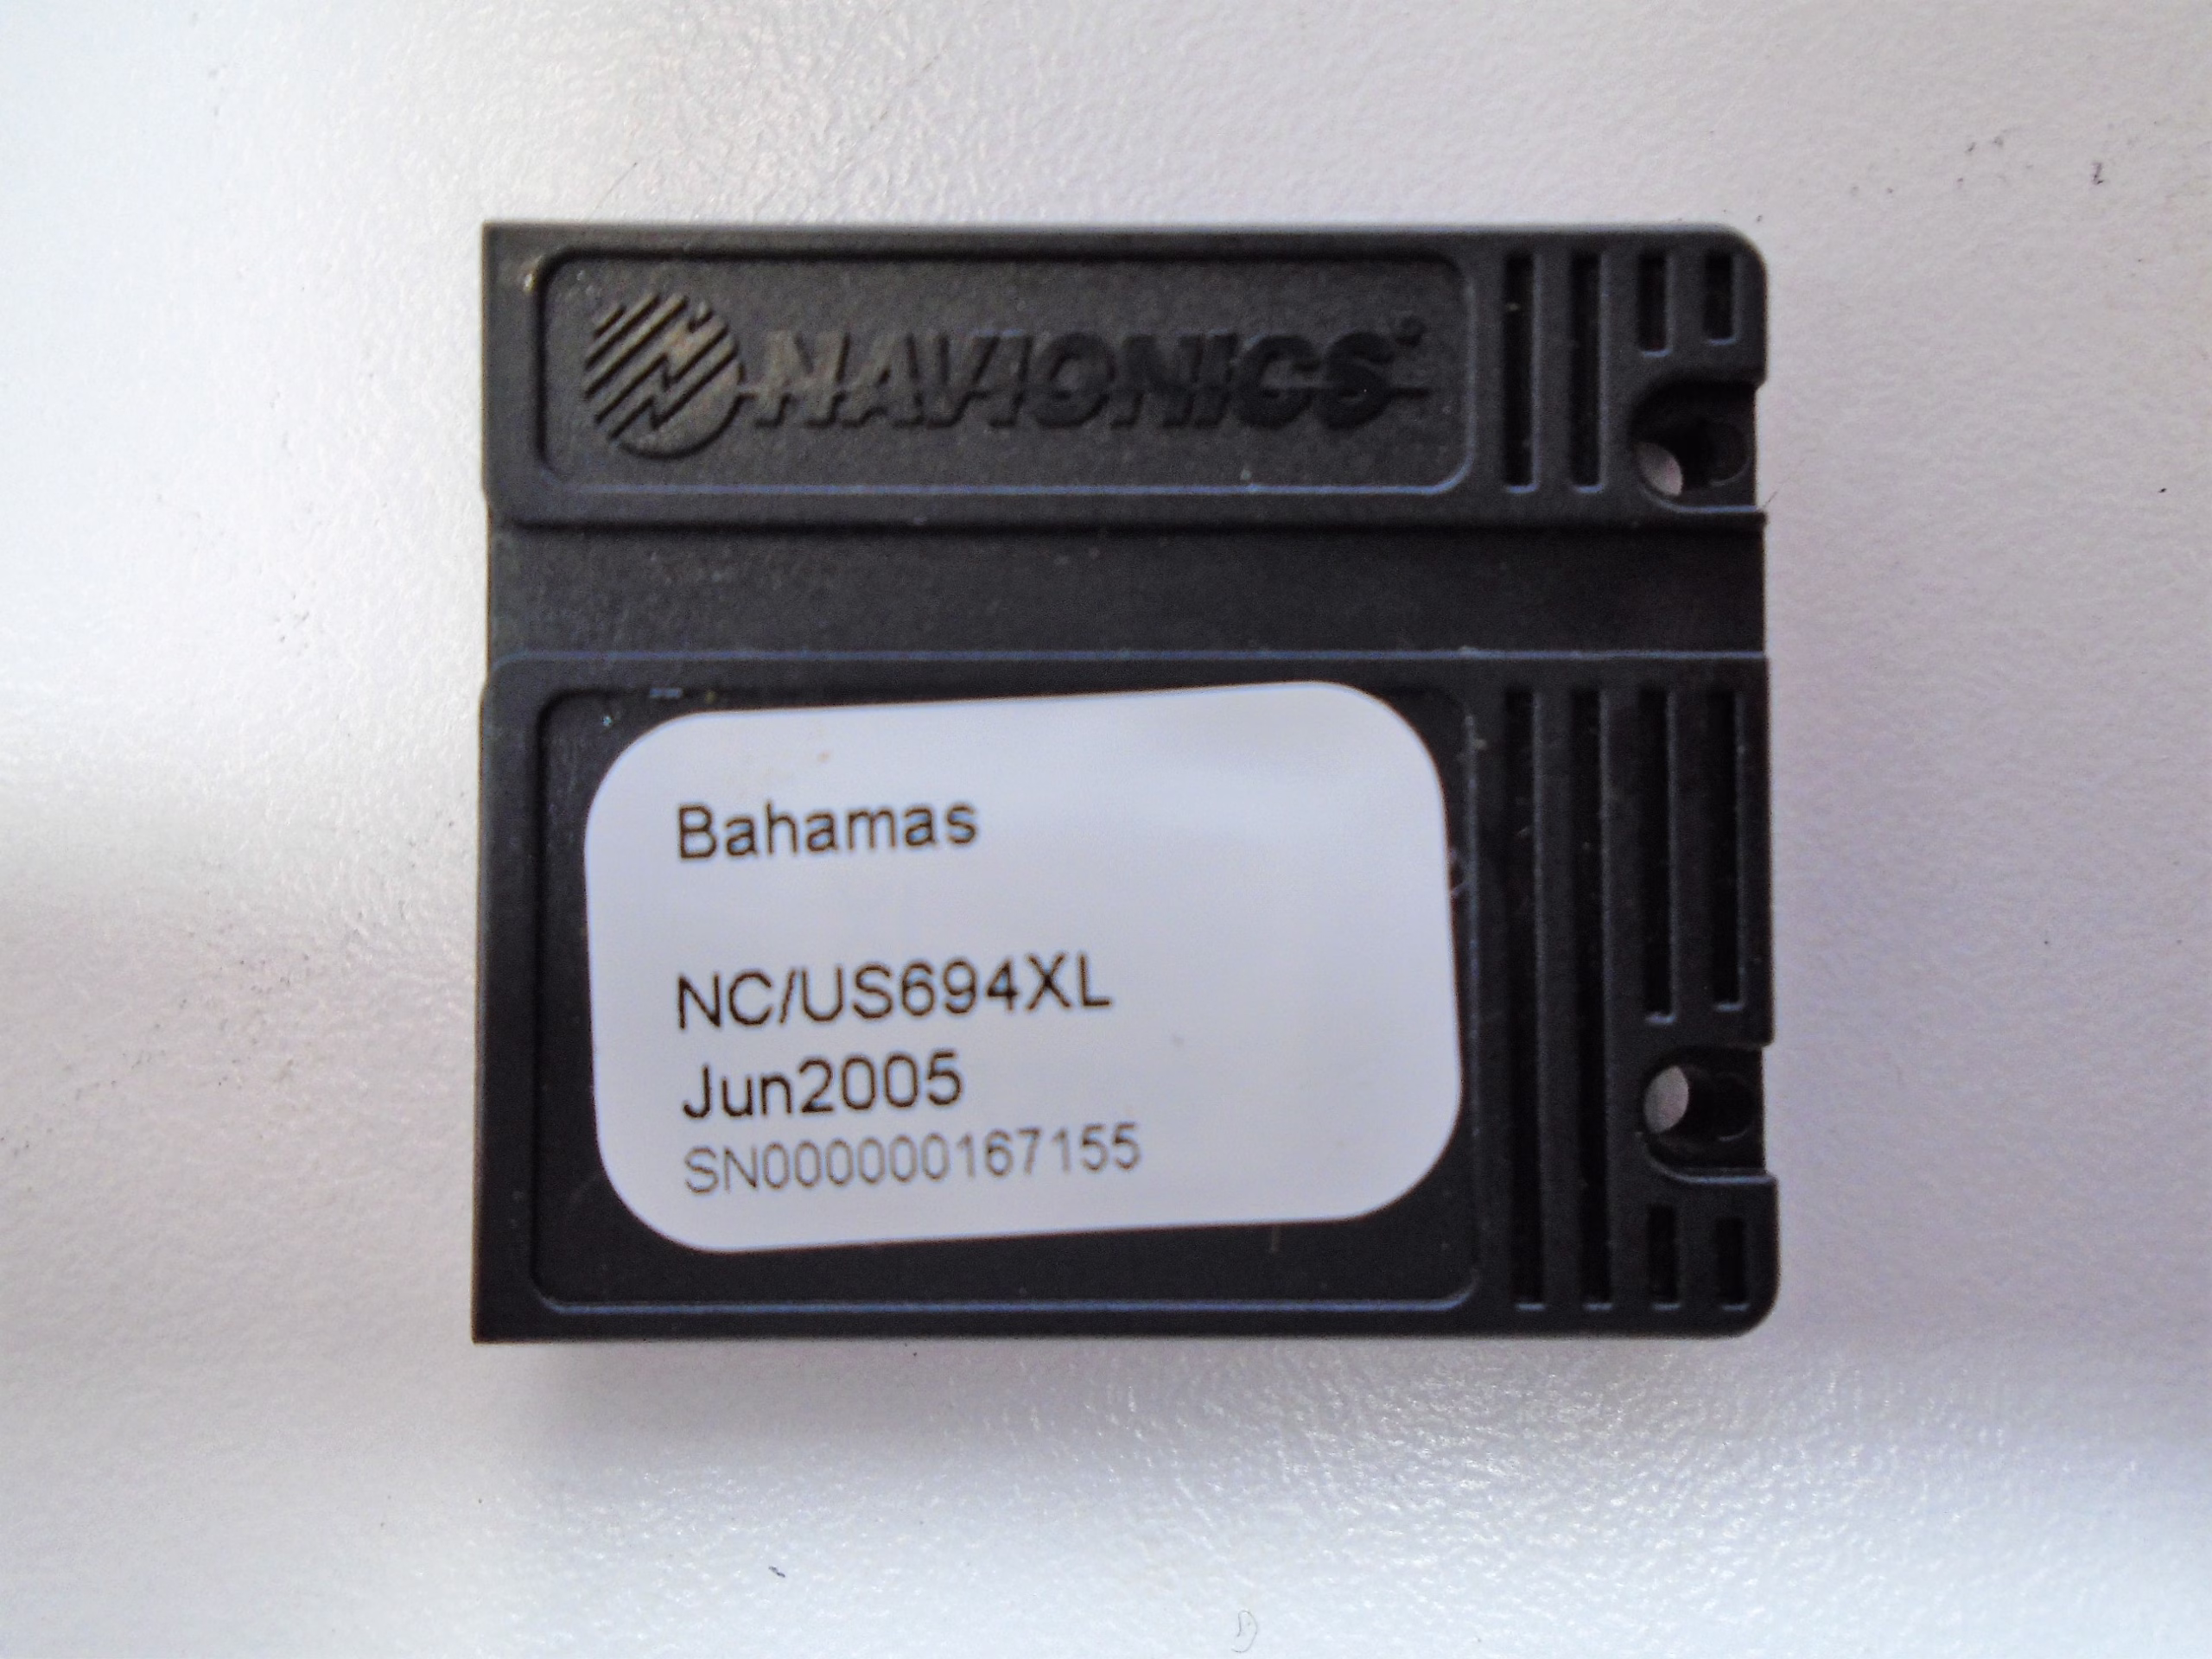 NAVIONICS®
Bahamas
NC/US694XL
Jun2005
SN000000167155